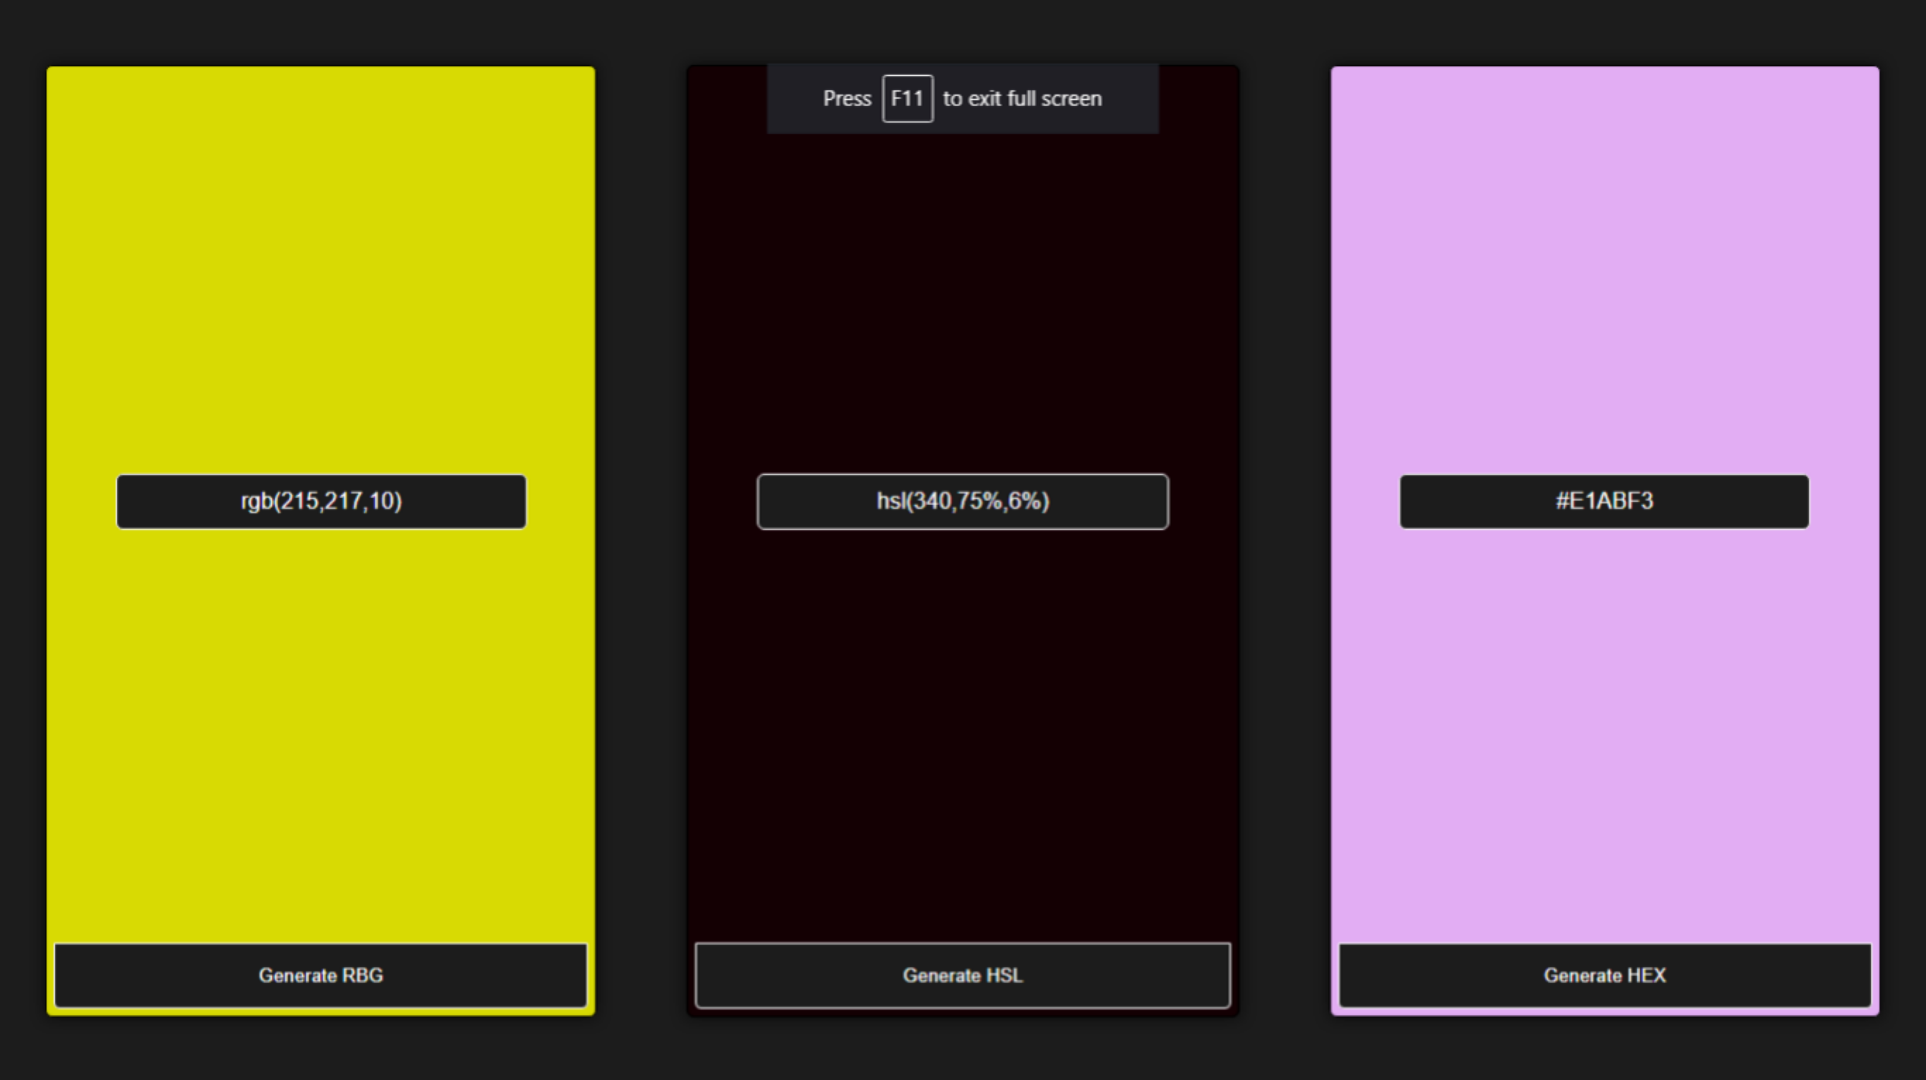 Press F11 to exit full screen
rgb(215,217,10)
hsl(340,75%,6%)
#E1ABF3
Generate RBG
Generate HSL
Generate HEX